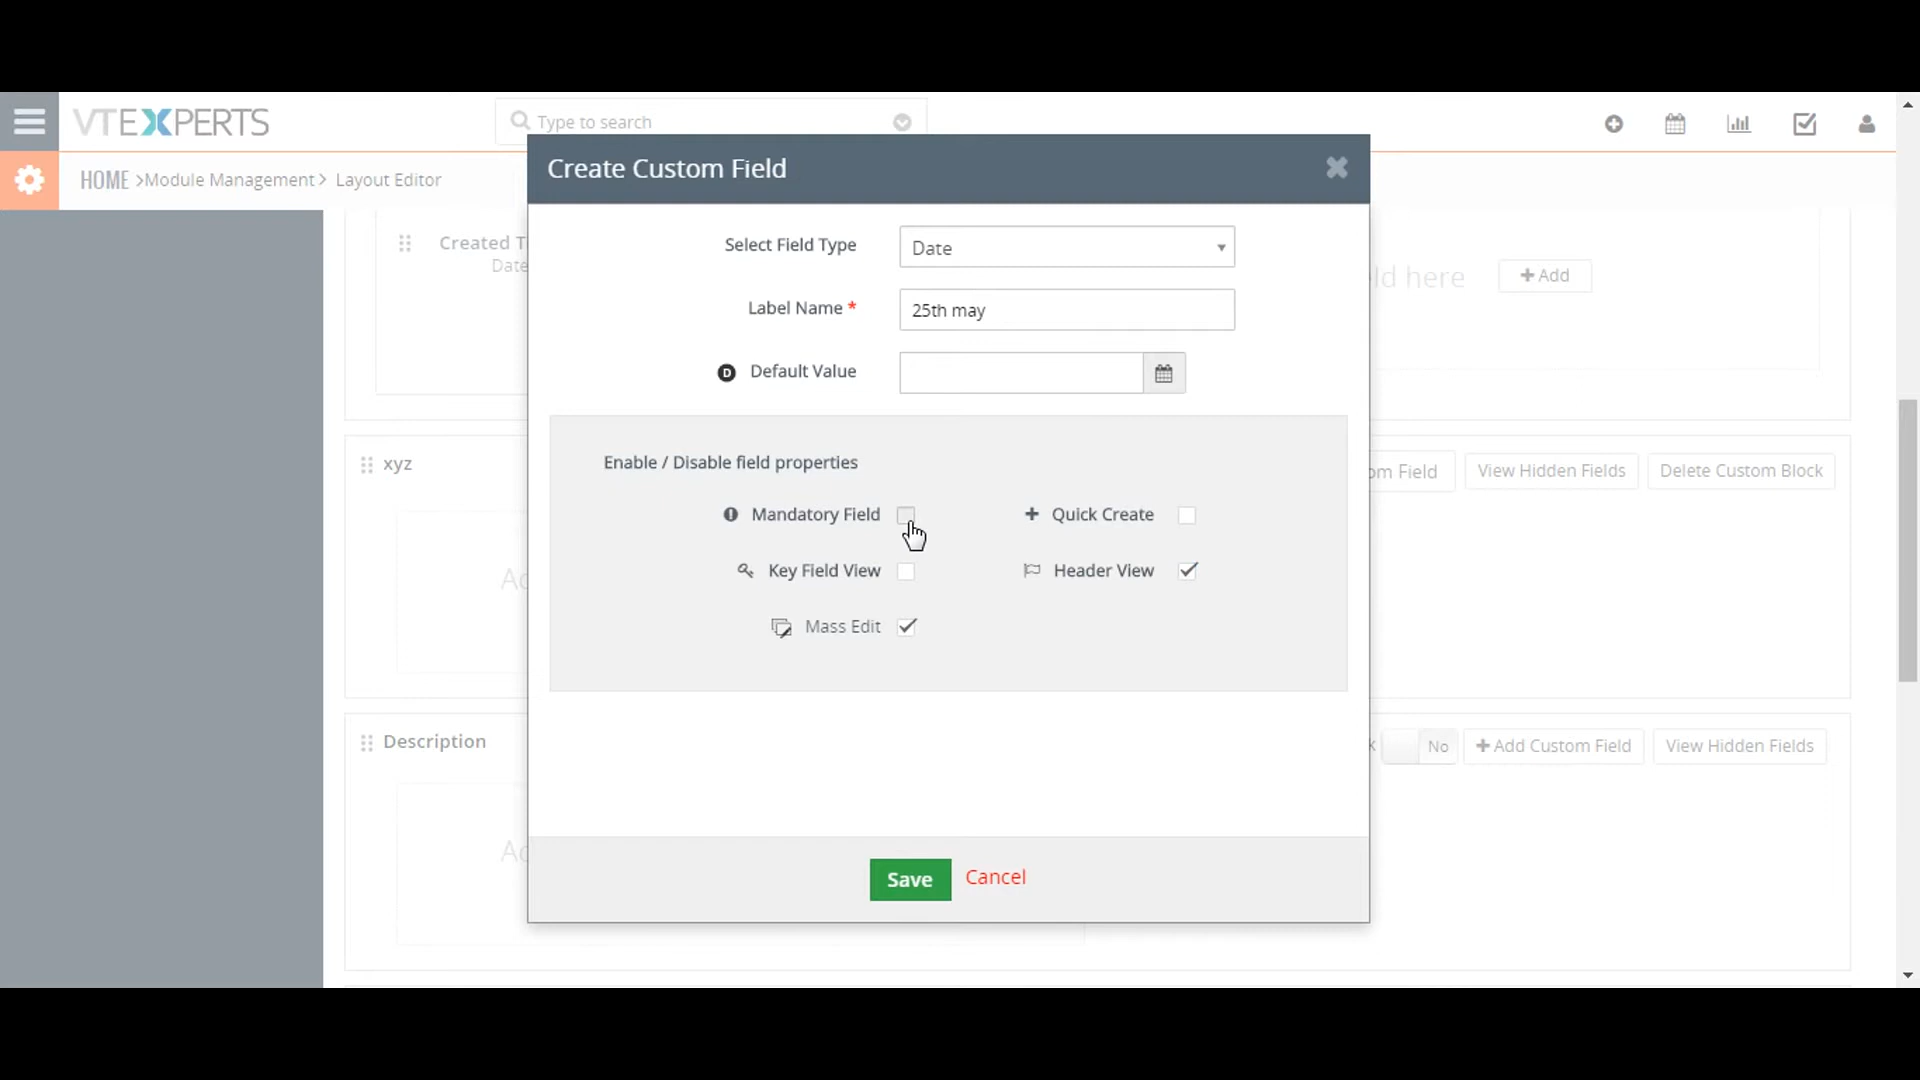 VTEXPERTS
Type to search
HOME >Module Management> Layout Editor
Create Custom Field
Select Field Type
Date
Label Name *
25th may
D Default Value
Enable / Disable field properties
Mandatory Field
Quick Create
Key Field View
Header View
Mass Edit
Save
Cancel
Created T
Date
ld here
Add
xyz
om Field
View Hidden Fields
Delete Custom Block
Ad
Description
k
No
Add Custom Field
View Hidden Fields
Ad